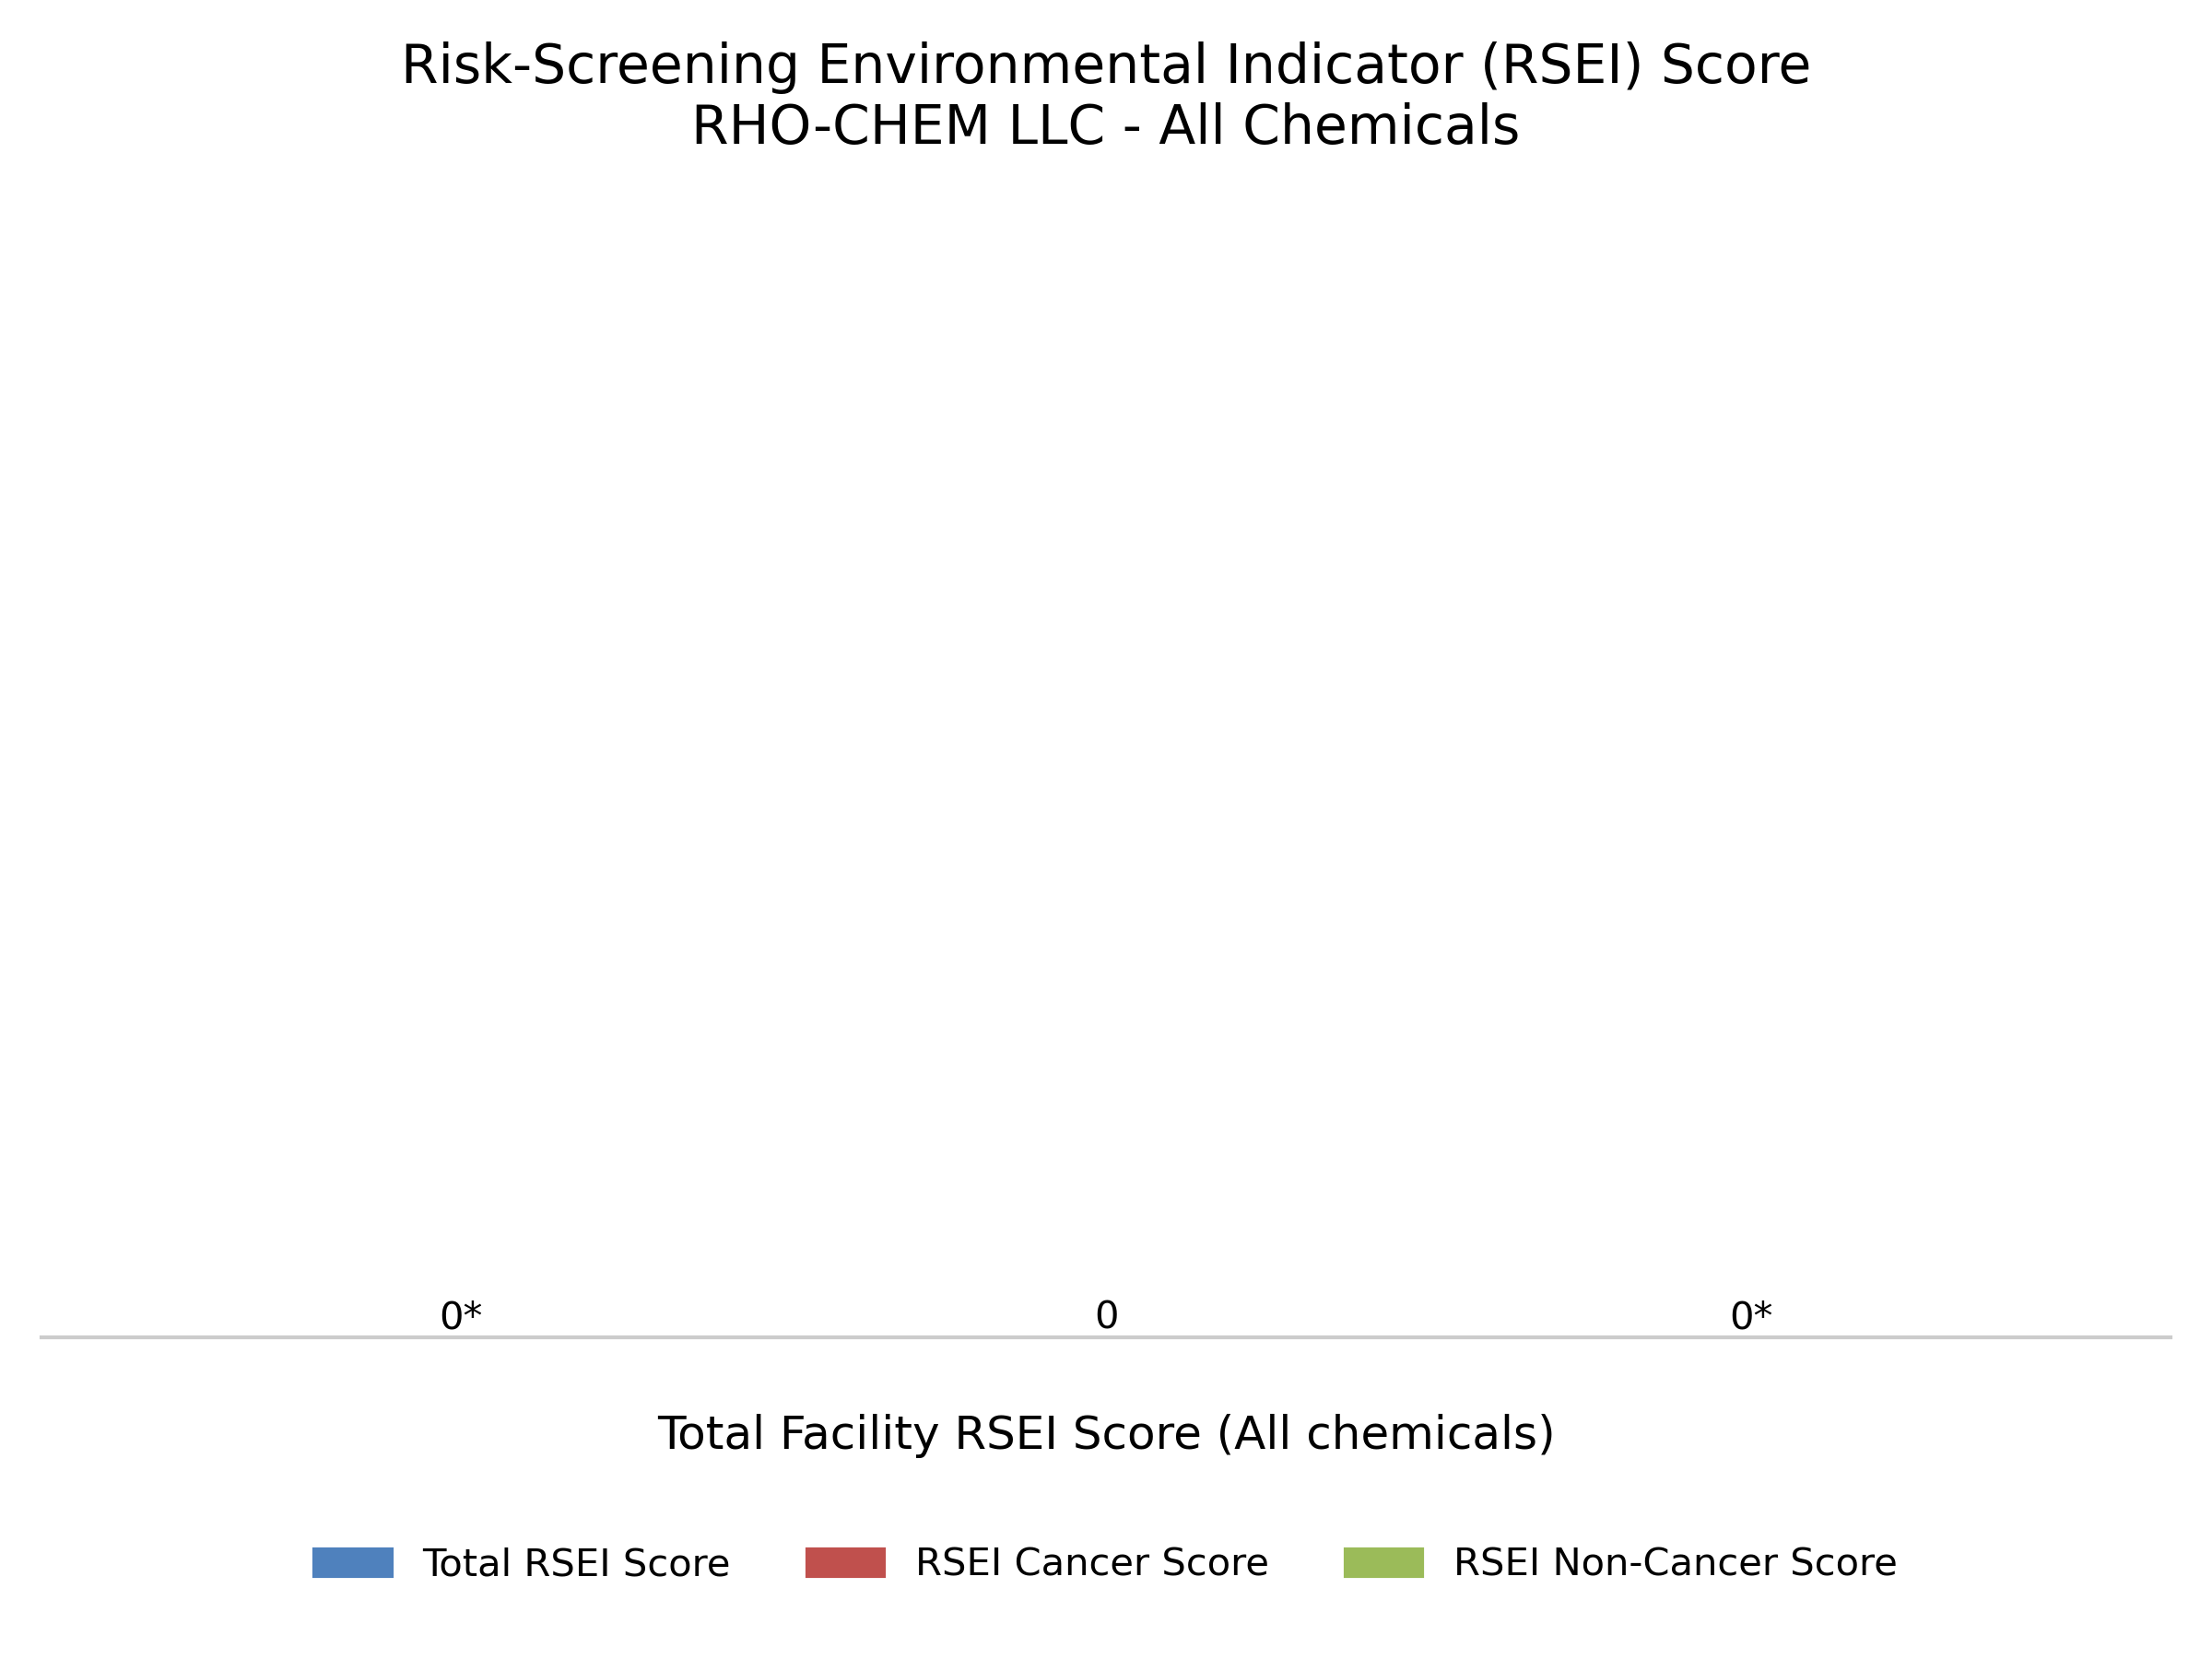 Risk-Screening Environmental Indicator (RSEI) Score
RHO-CHEM LLC - All Chemicals
0* 0 0*
Total Facility RSEI Score (All chemicals)
Total RSEI Score RSEI Cancer Score RSEI Non-Cancer Score